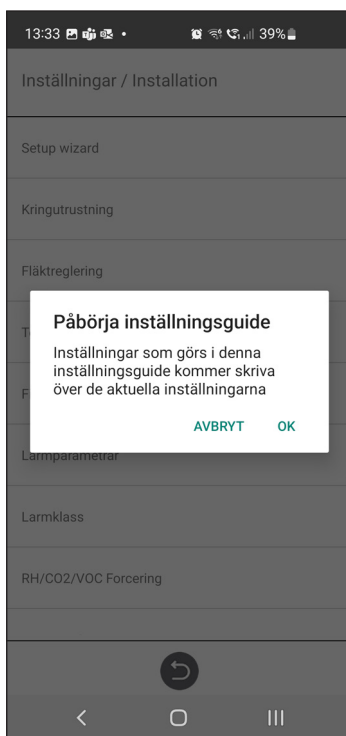 13:33 39%
Inställningar / Installation
Setup wizard
Kringutrustning
Fläktreglering
T
Påbörja inställningsguide
Inställningar som görs i denna
inställningsguide kommer skriva
över de aktuella inställningarna
F
AVBRYT OK
Larmparametrar
Larmklass
RH/CO2/VOC Forcering